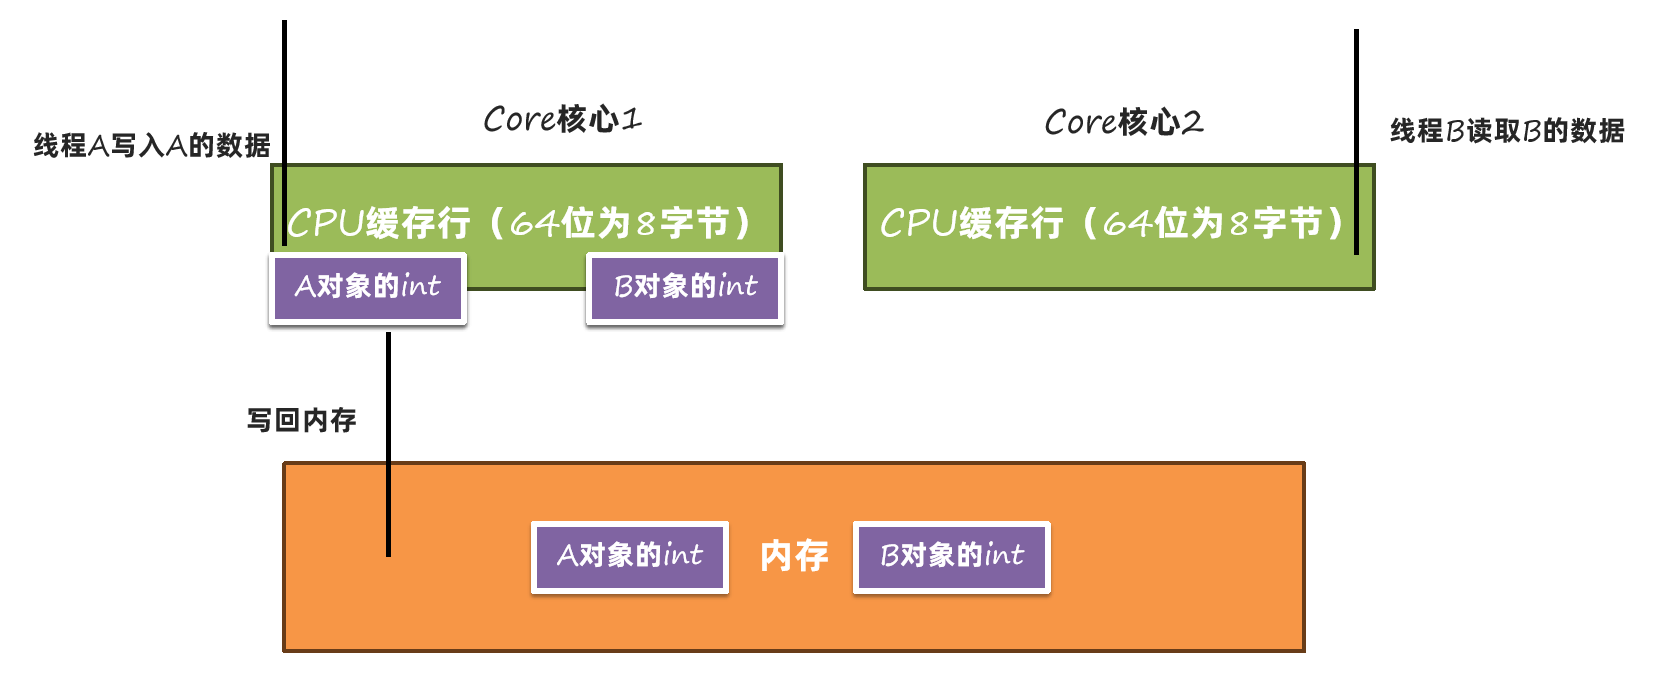 Core核心1
Core核心2
线程A写入A的数据
线程B读取B的数据
CPU缓存行（64位为8字节）
CPU缓存行（64位为8字节）
A对象的int
B对象的int
写回内存
A对象的int
内存
B对象的int